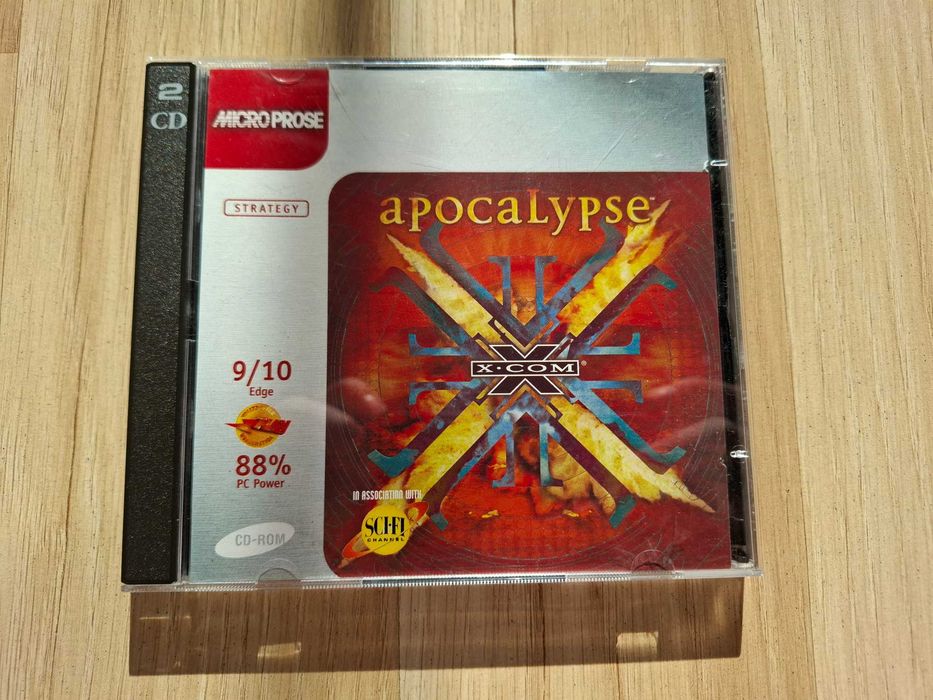 2
CD
MICROPROSE
STRATEGY
apocaLypse™
X-COM®
9/10
Edge
88%
PC Power
IN ASSOCIATION WITH
SCI-FI
CHANNEL
CD-ROM